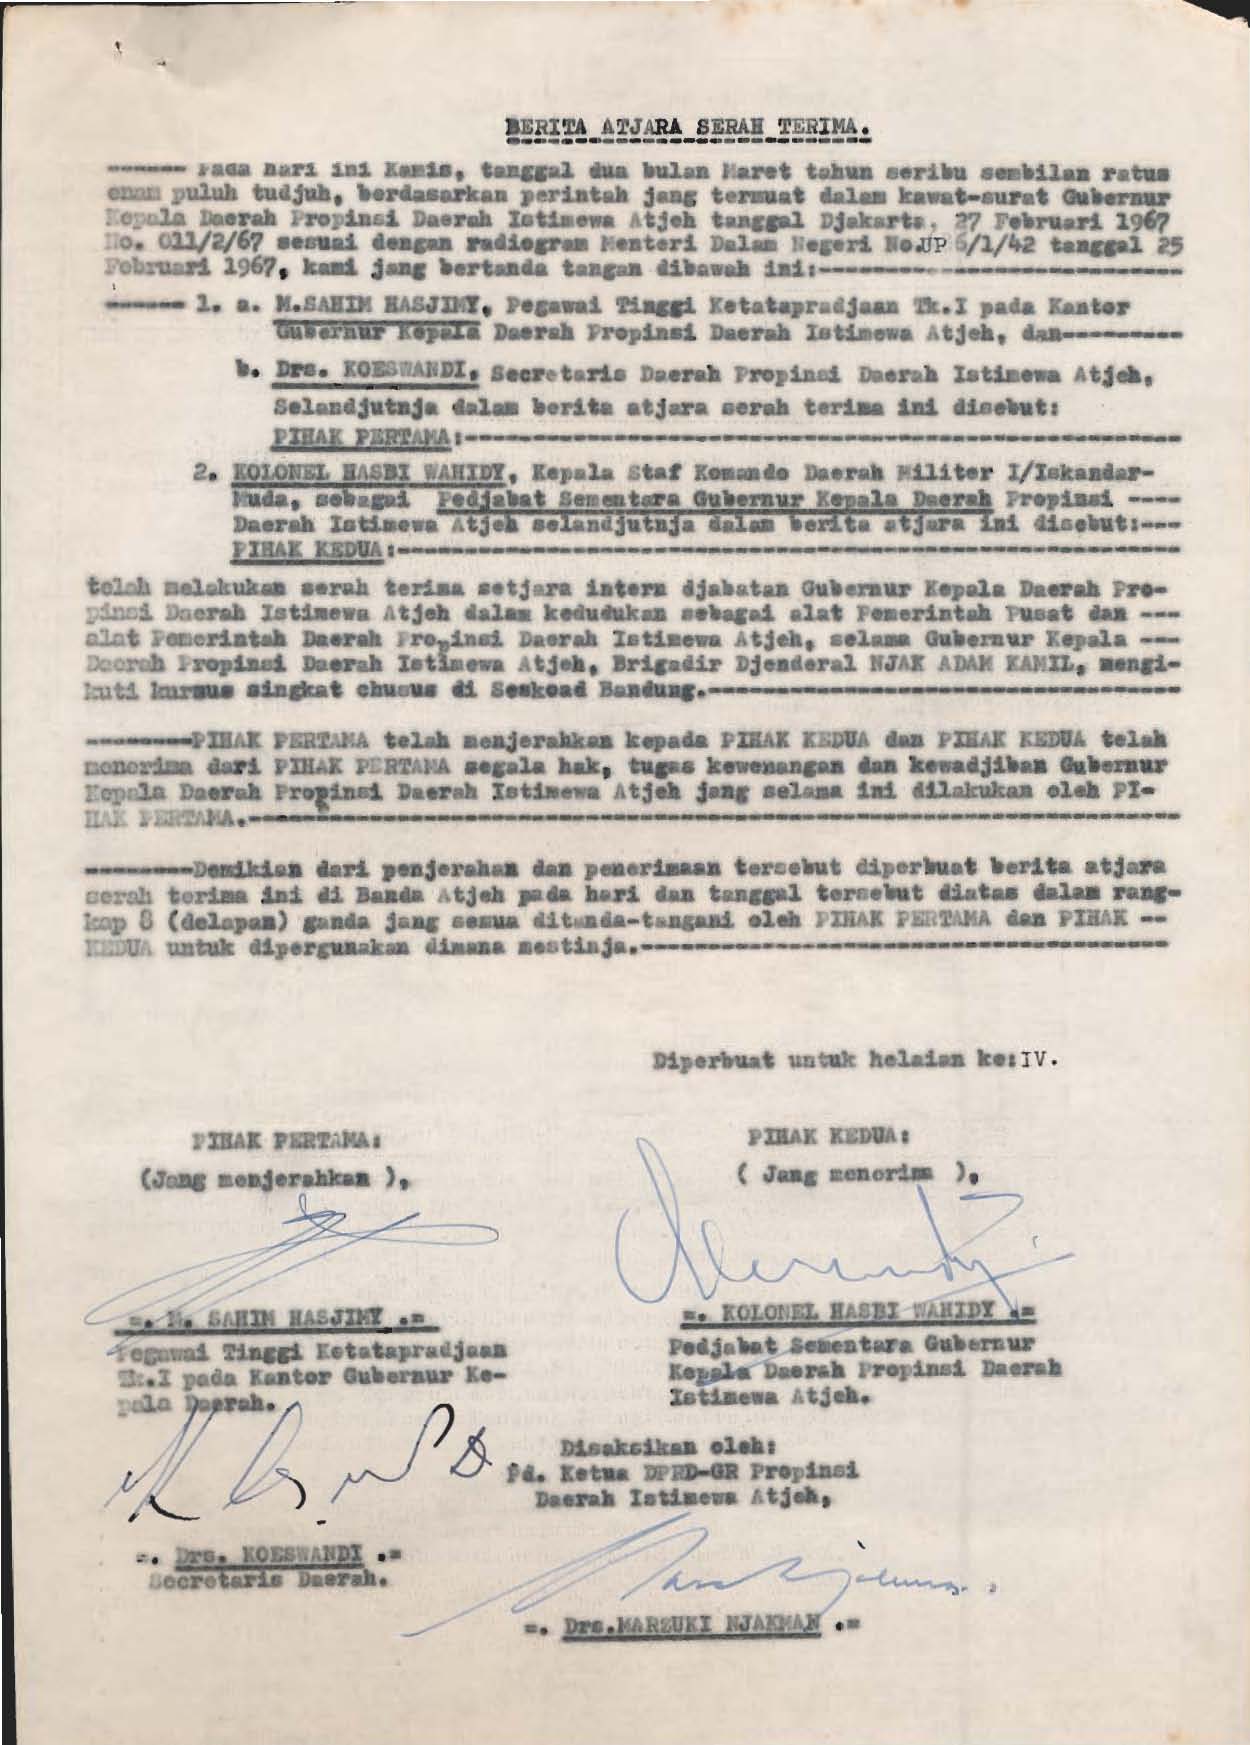 BERITA ATJARA SERAH TERIMA.
------ Pada hari ini Kamis, tanggal dua bulan Maret tahun seribu sembilan ratus
enam puluh tudjuh, berdasarkan perintah jang termuat dalam kawat-surat Gubernur
Kepala Daerah Propinsi Daerah Istimewa Atjeh tanggal Djakarta, 27 Februari 1967
No. 011/2/67 sesuai dengan radiogram Menteri Dalam Negeri No.UP 6/1/42 tanggal 25
Februari 1967, kami jang bertanda tangan dibawah ini:---------------------------
------ 1. a. M.SAHIM HASJIMY, Pegawai Tinggi Ketatapradjaan Tk.I pada Kantor
Gubernur Kepala Daerah Propinsi Daerah Istimewa Atjeh, dan---------
b. Drs. KOESWANDI, Secretaris Daerah Propinsi Daerah Istimewa Atjeh,
Selandjutnja dalam berita atjara serah terima ini disebut:
PIHAK PERTAMA:-----------------------------------------------------
2. KOLONEL HASBI WAHIDY, Kepala Staf Komando Daerah Militer I/Iskandar-
Muda, sebagai Pedjabat Sementara Gubernur Kepala Daerah Propinsi ----
Daerah Istimewa Atjeh selandjutnja dalam berita atjara ini disebut:---
PIHAK KEDUA:----------------------------------------------------------
telah melakukan serah terima setjara intern djabatan Gubernur Kepala Daerah Pro-
pinsi Daerah Istimewa Atjeh dalam kedudukan sebagai alat Pemerintah Pusat dan ---
alat Pemerintah Daerah Propinsi Daerah Istimewa Atjeh, selama Gubernur Kepala ---
Daerah Propinsi Daerah Istimewa Atjeh, Brigadir Djenderal NJAK ADAM KAMIL, mengi-
kuti kursus singkat chusus di Seskoad Bandung.-----------------------------------
--------PIHAK PERTAMA telah menjerahkan kepada PIHAK KEDUA dan PIHAK KEDUA telah
menerima dari PIHAK PERTAMA segala hak, tugas kewenangan dan kewadjiban Gubernur
Kepala Daerah Propinsi Daerah Istimewa Atjeh jang selama ini dilakukan oleh PI-
HAK PERTAMA.---------------------------------------------------------------------
--------Demikian dari penjerahan dan penerimaan tersebut diperbuat berita atjara
serah terima ini di Banda Atjeh pada hari dan tanggal tersebut diatas dalam rang-
kap 8 (delapan) ganda jang semua ditanda-tangani oleh PIHAK PERTAMA dan PIHAK --
KEDUA untuk dipergunakan dimana mestinja.---------------------------------------
Diperbuat untuk helaian ke:IV.
PIHAK PERTAMA:
(Jang menjerahkan ),
=. M. SAHIM HASJIMY .=
Pegawai Tinggi Ketatapradjaan
Tk.I pada Kantor Gubernur Ke-
pala Daerah.
PIHAK KEDUA:
( Jang menerima ),
=. KOLONEL HASBI WAHIDY .=
Pedjabat Sementara Gubernur
Kepala Daerah Propinsi Daerah
Istimewa Atjeh.
=. Drs. KOESWANDI .=
Secretaris Daerah.
Disaksikan oleh:
Pd. Ketua DPRD-GR Propinsi
Daerah Istimewa Atjeh,
=. Drs.MARZUKI NJAKMAN .=